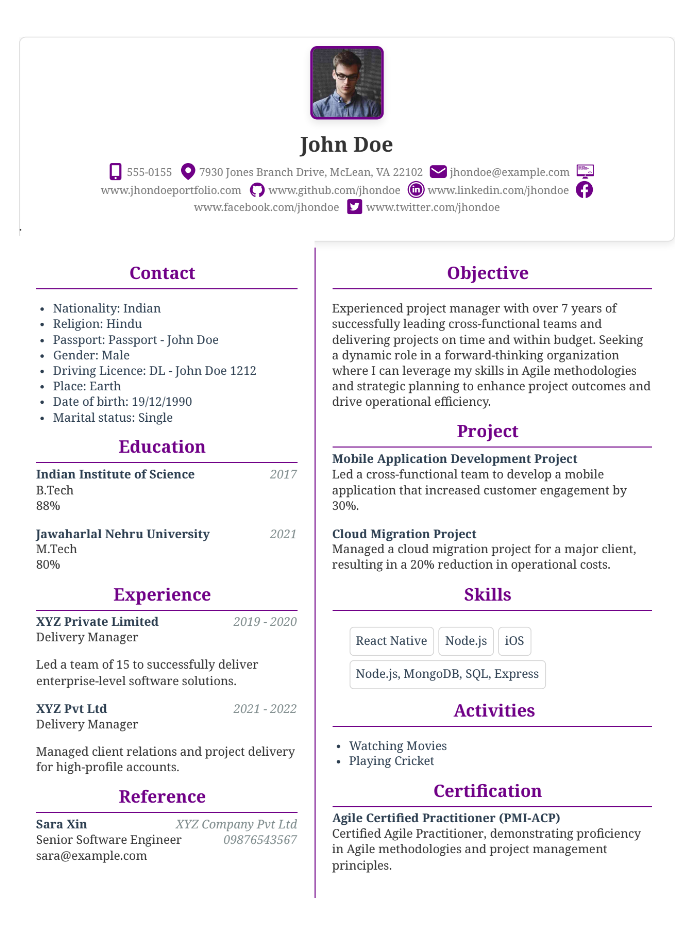 John Doe
555-0155 7930 Jones Branch Drive, McLean, VA 22102 jhondoe@example.com
www.jhondoeportfolio.com www.github.com/jhondoe www.linkedin.com/jhondoe
www.facebook.com/jhondoe www.twitter.com/jhondoe
.
Contact
• Nationality: Indian
• Religion: Hindu
• Passport: Passport - John Doe
• Gender: Male
• Driving Licence: DL - John Doe 1212
• Place: Earth
• Date of birth: 19/12/1990
• Marital status: Single
Education
Indian Institute of Science 2017
B.Tech
88%
Jawaharlal Nehru University 2021
M.Tech
80%
Experience
XYZ Private Limited 2019 - 2020
Delivery Manager
Led a team of 15 to successfully deliver
enterprise-level software solutions.
XYZ Pvt Ltd 2021 - 2022
Delivery Manager
Managed client relations and project delivery
for high-profile accounts.
Reference
Sara Xin XYZ Company Pvt Ltd
Senior Software Engineer 09876543567
sara@example.com
Objective
Experienced project manager with over 7 years of
successfully leading cross-functional teams and
delivering projects on time and within budget. Seeking
a dynamic role in a forward-thinking organization
where I can leverage my skills in Agile methodologies
and strategic planning to enhance project outcomes and
drive operational efficiency.
Project
Mobile Application Development Project
Led a cross-functional team to develop a mobile
application that increased customer engagement by
30%.
Cloud Migration Project
Managed a cloud migration project for a major client,
resulting in a 20% reduction in operational costs.
Skills
React Native Node.js iOS
Node.js, MongoDB, SQL, Express
Activities
• Watching Movies
• Playing Cricket
Certification
Agile Certified Practitioner (PMI-ACP)
Certified Agile Practitioner, demonstrating proficiency
in Agile methodologies and project management
principles.